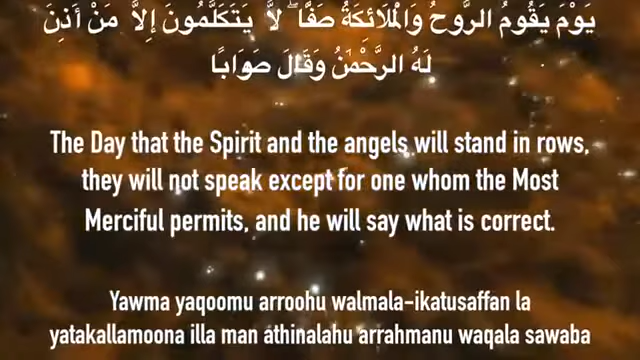 يَوْمَ يَقُومُ الرُّوحُ وَالْمَلَائِكَةُ صَفًّا ۖ لَّا يَتَكَلَّمُونَ إِلَّا مَنْ أَذِنَ
لَهُ الرَّحْمَٰنُ وَقَالَ صَوَابًا
The Day that the Spirit and the angels will stand in rows,
they will not speak except for one whom the Most
Merciful permits, and he will say what is correct.
Yawma yaqoomu arroohu walmala-ikatusaffan la
yatakallamoona illa man athinalahu arrahmanu waqala sawaba